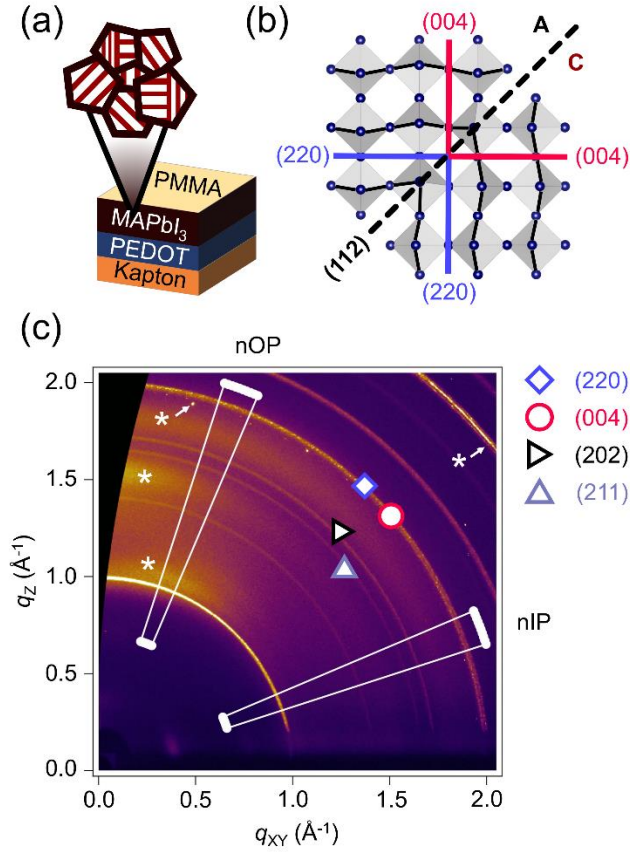 (a)
PMMA
MAPbI₃
PEDOT
Kapton
(b)
(004)
A
C
(220)
(004)
(112)
(220)
(c)
nOP
2.0
1.5
1.0
0.5
0.0
qZ (Å⁻¹)
0.0 0.5 1.0 1.5 2.0
qXY (Å⁻¹)
*
*
*
*
nIP
(220)
(004)
(202)
(211)